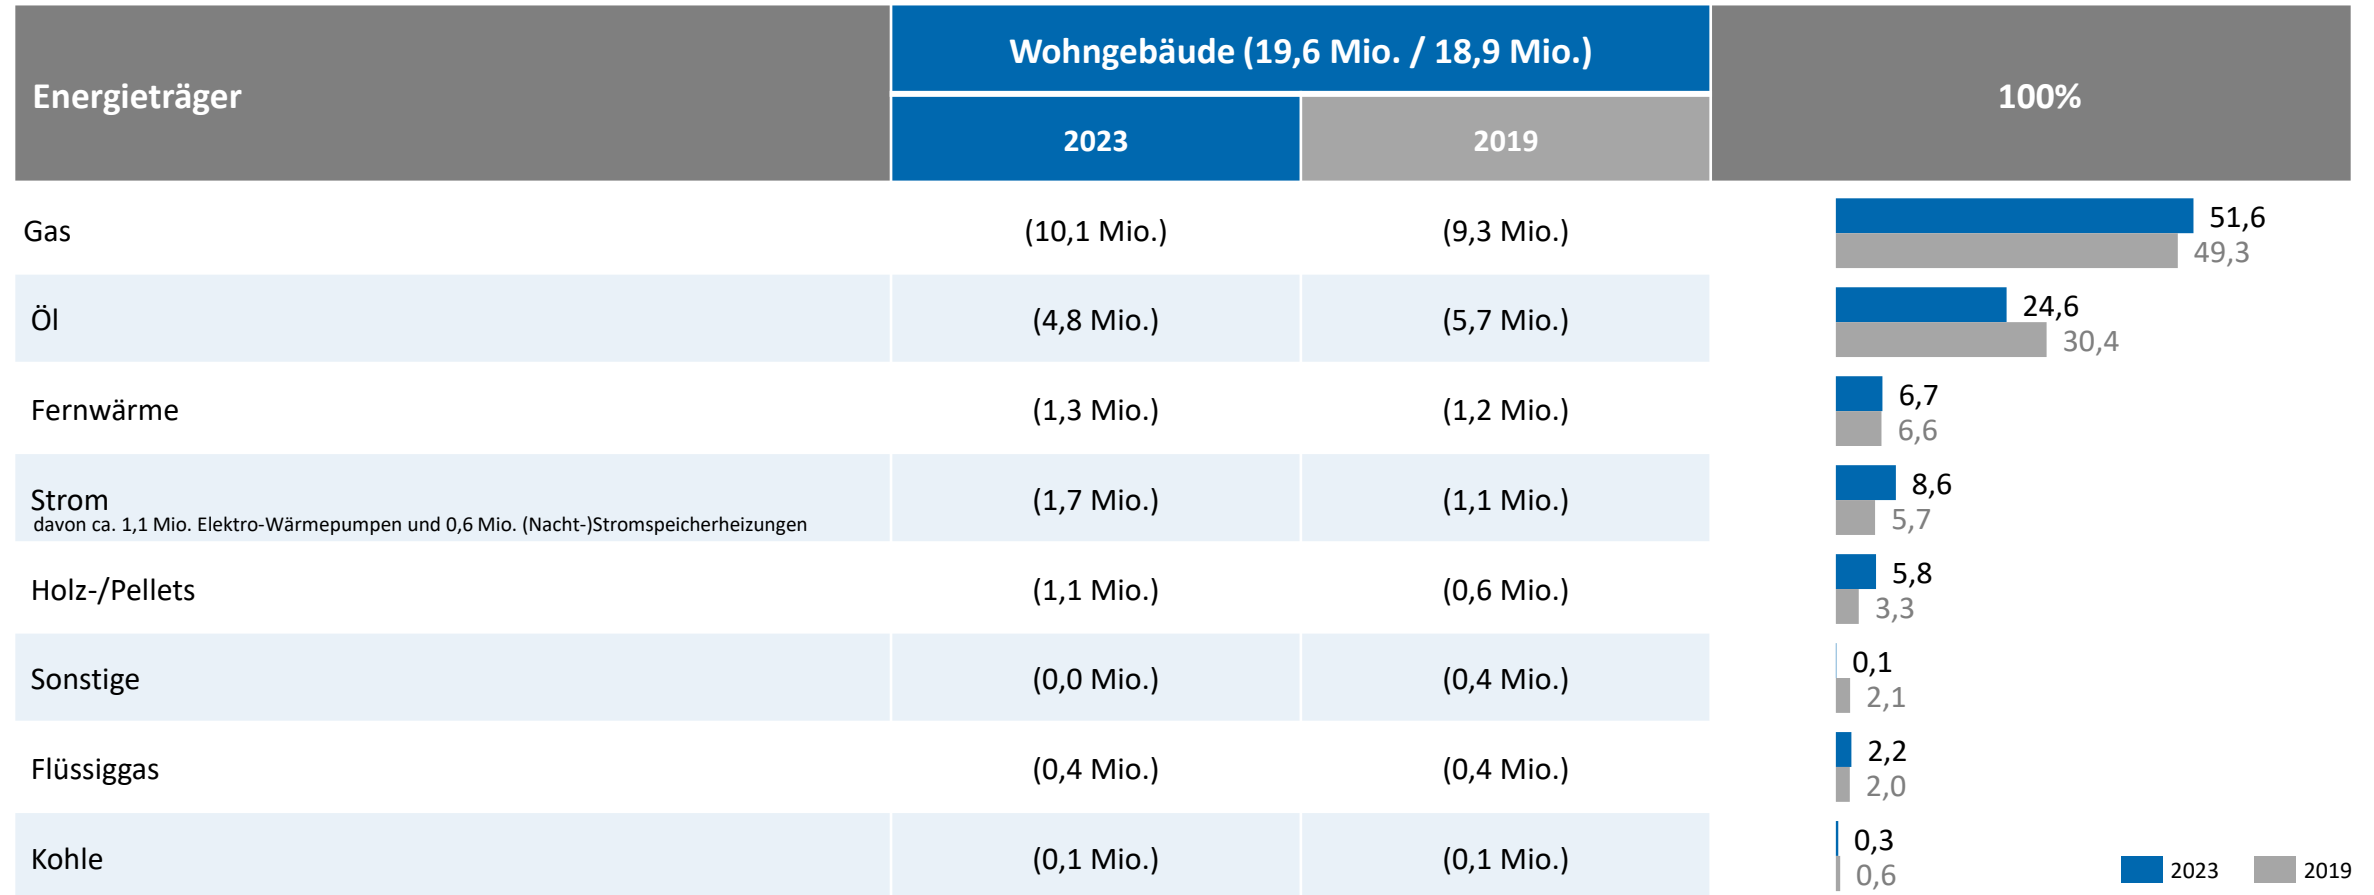 Energieträger
Wohngebäude (19,6 Mio. / 18,9 Mio.)
100%
2023
2019
Gas
(10,1 Mio.)
(9,3 Mio.)
51,6
49,3
Öl
(4,8 Mio.)
(5,7 Mio.)
24,6
30,4
Fernwärme
(1,3 Mio.)
(1,2 Mio.)
6,7
6,6
Strom
davon ca. 1,1 Mio. Elektro-Wärmepumpen und 0,6 Mio. (Nacht-)Stromspeicherheizungen
(1,7 Mio.)
(1,1 Mio.)
8,6
5,7
Holz-/Pellets
(1,1 Mio.)
(0,6 Mio.)
5,8
3,3
Sonstige
(0,0 Mio.)
(0,4 Mio.)
0,1
2,1
Flüssiggas
(0,4 Mio.)
(0,4 Mio.)
2,2
2,0
Kohle
(0,1 Mio.)
(0,1 Mio.)
0,3
0,6
2023
2019